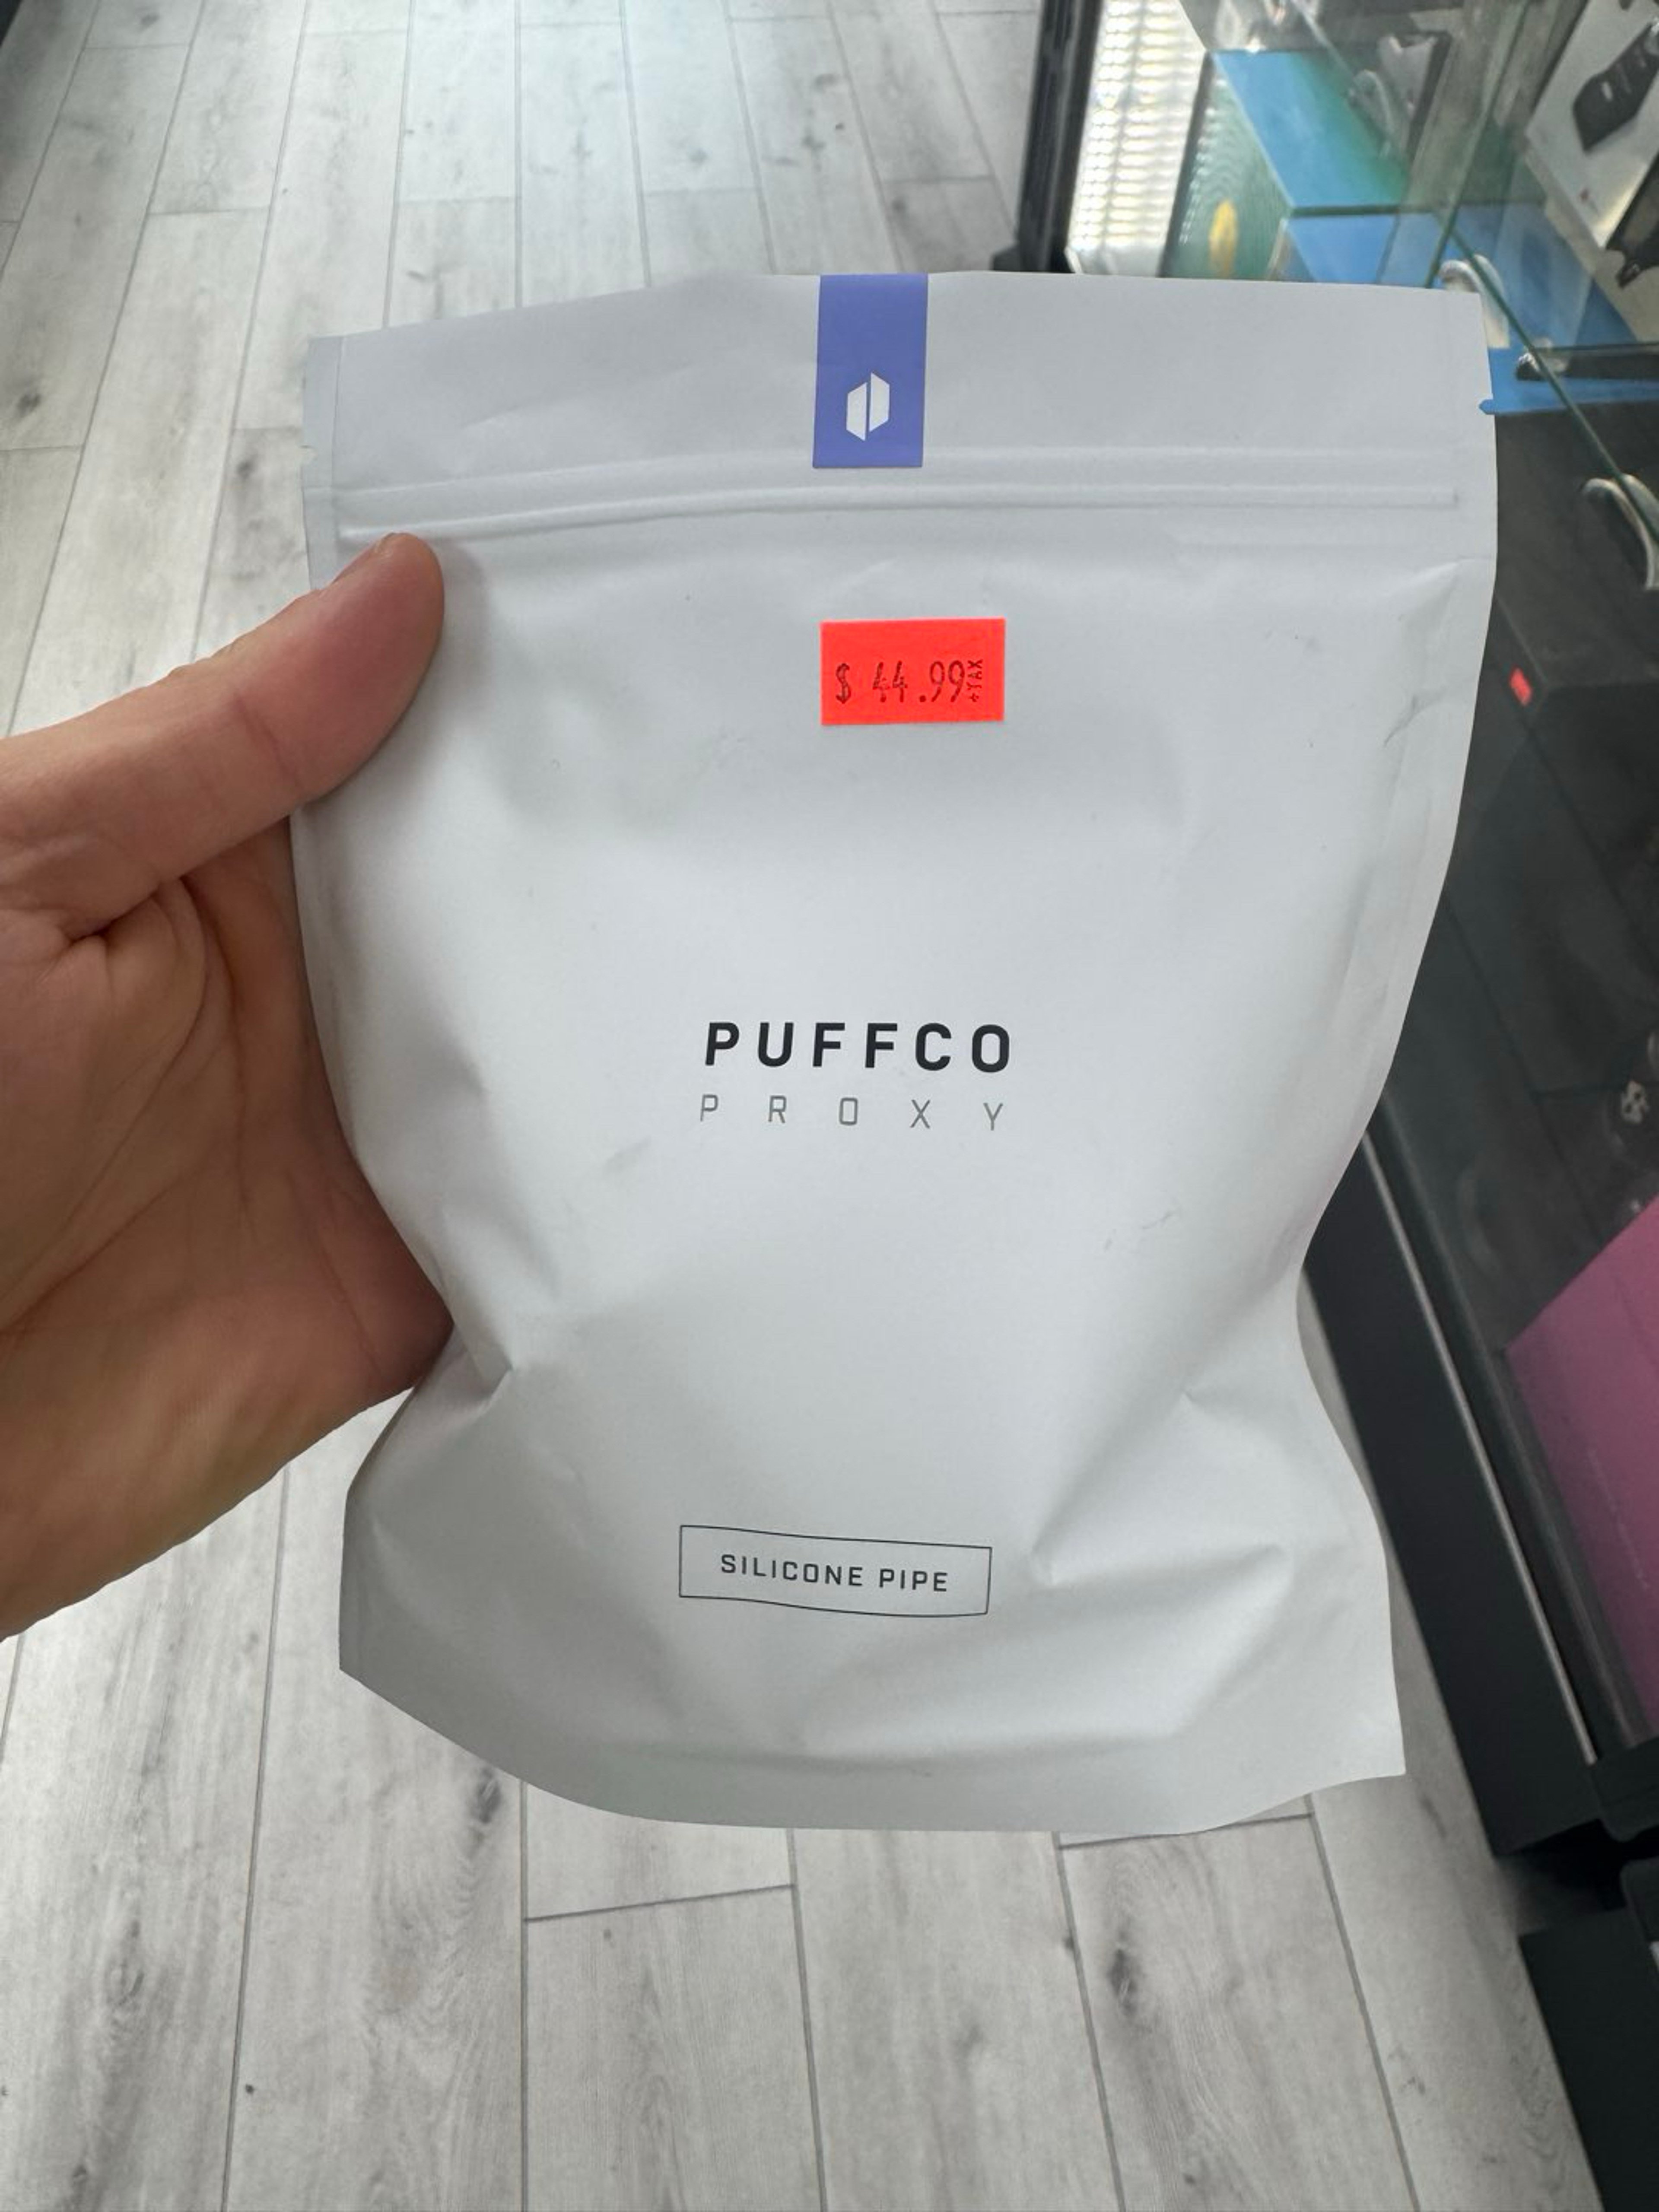 $ 44.99 +TAX
PUFFCO
PROXY
SILICONE PIPE